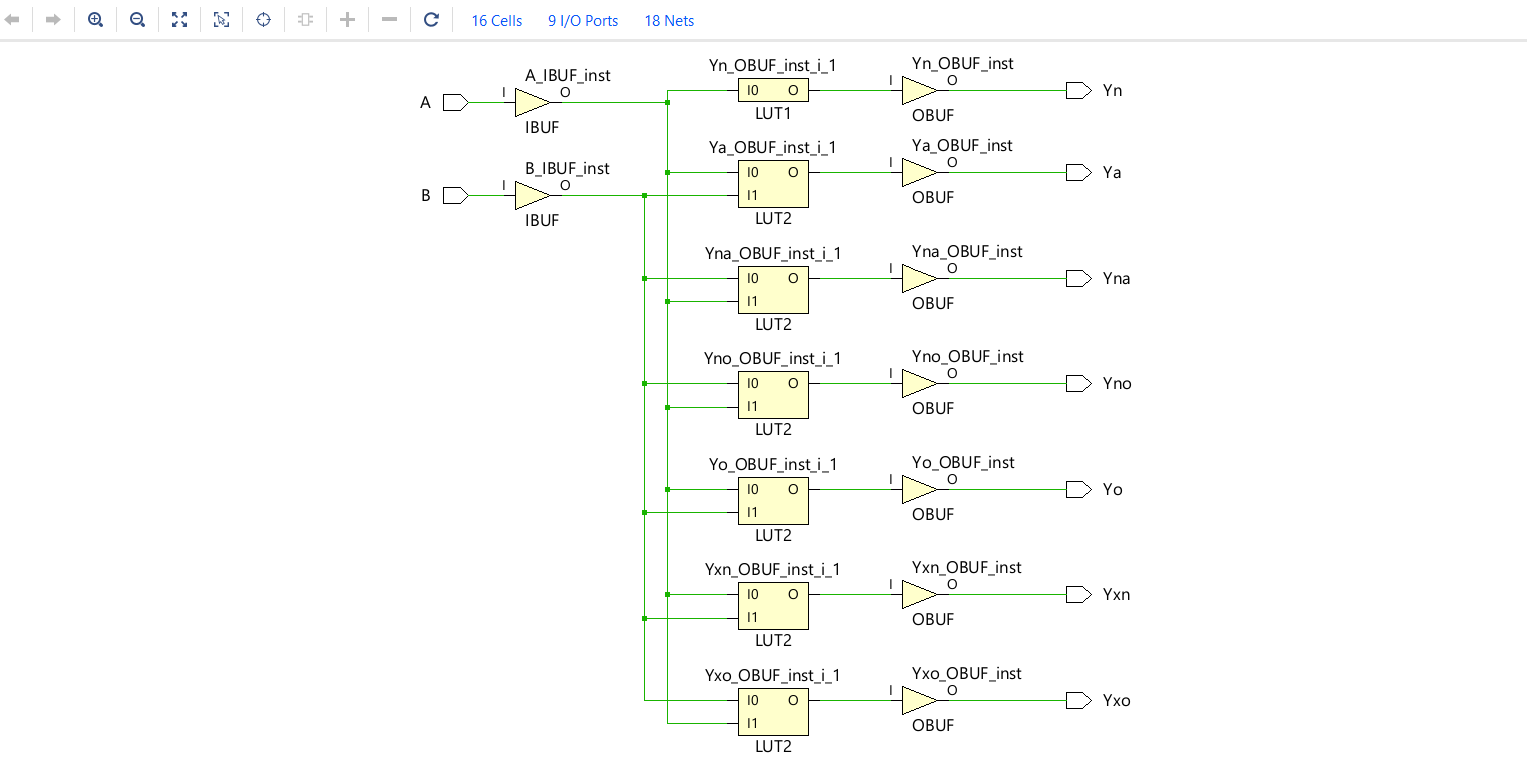 16 Cells 9 I/O Ports 18 Nets
A I A_IBUF_inst O IBUF
B I B_IBUF_inst O IBUF
Yn_OBUF_inst_i_1 Yn_OBUF_inst
I0 O I O Yn
LUT1 OBUF
Ya_OBUF_inst_i_1 Ya_OBUF_inst
I0 O I O Ya
I1
LUT2 OBUF
Yna_OBUF_inst_i_1 Yna_OBUF_inst
I0 O I O Yna
I1
LUT2 OBUF
Yno_OBUF_inst_i_1 Yno_OBUF_inst
I0 O I O Yno
I1
LUT2 OBUF
Yo_OBUF_inst_i_1 Yo_OBUF_inst
I0 O I O Yo
I1
LUT2 OBUF
Yxn_OBUF_inst_i_1 Yxn_OBUF_inst
I0 O I O Yxn
I1
LUT2 OBUF
Yxo_OBUF_inst_i_1 Yxo_OBUF_inst
I0 O I O Yxo
I1
LUT2 OBUF